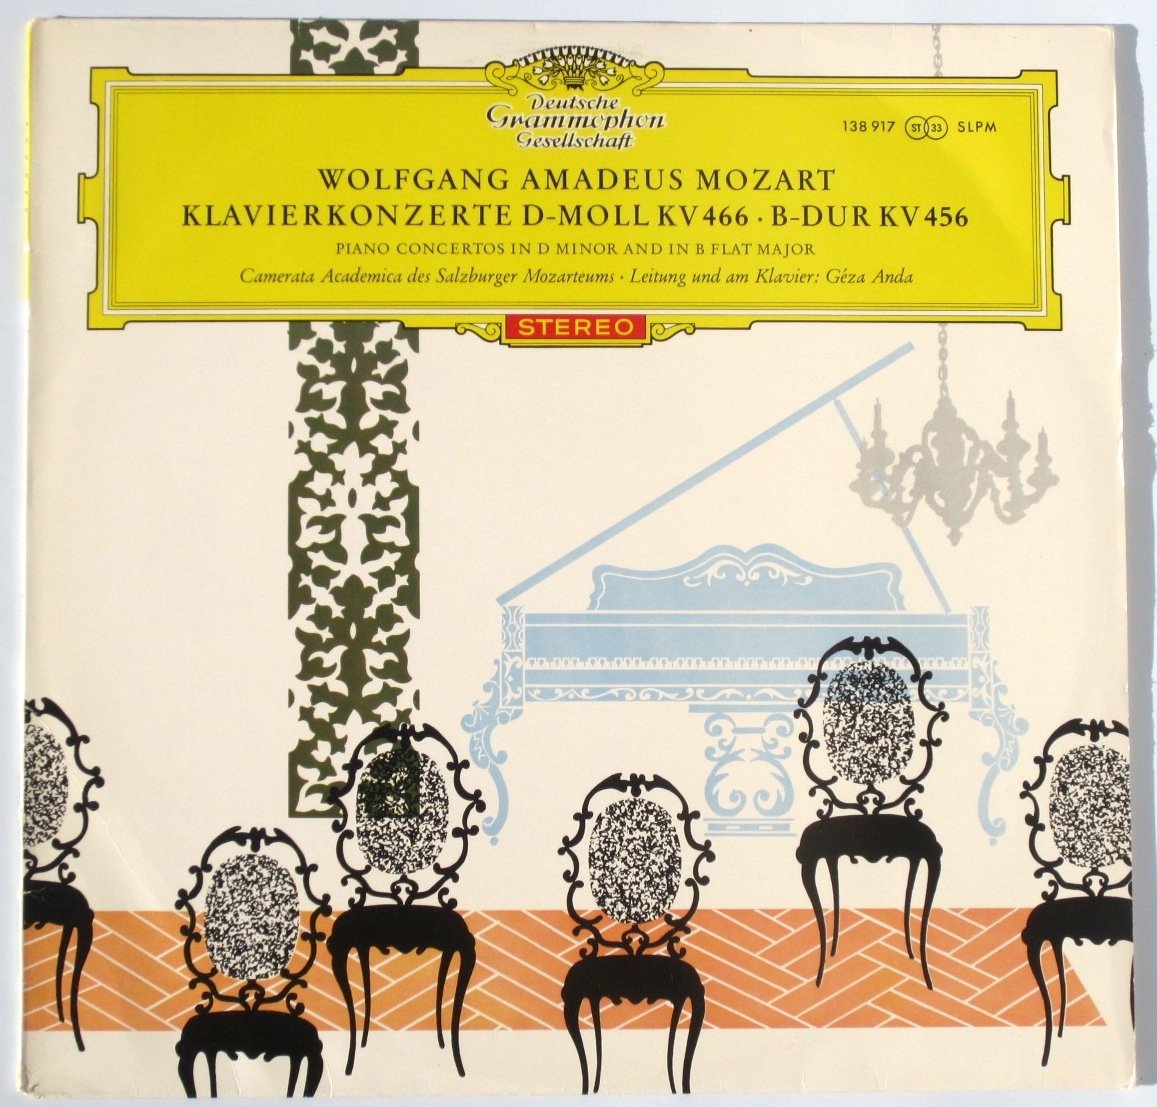 Deutsche
Grammophon
Gesellschaft
138 917 ST 33 SLPM
WOLFGANG AMADEUS MOZART
KLAVIERKONZERTE D-MOLL KV 466 · B-DUR KV 456
PIANO CONCERTOS IN D MINOR AND IN B FLAT MAJOR
Camerata Academica des Salzburger Mozarteums · Leitung und am Klavier: Géza Anda
STEREO